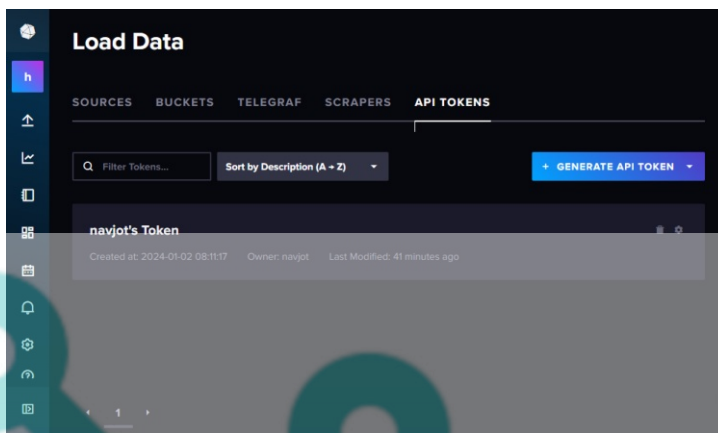 Load Data
h
SOURCES BUCKETS TELEGRAF SCRAPERS API TOKENS
Filter Tokens... Sort by Description (A → Z) + GENERATE API TOKEN
navjot's Token
Created at: 2024-01-02 08:11:17 Owner: navjot Last Modified: 41 minutes ago
1